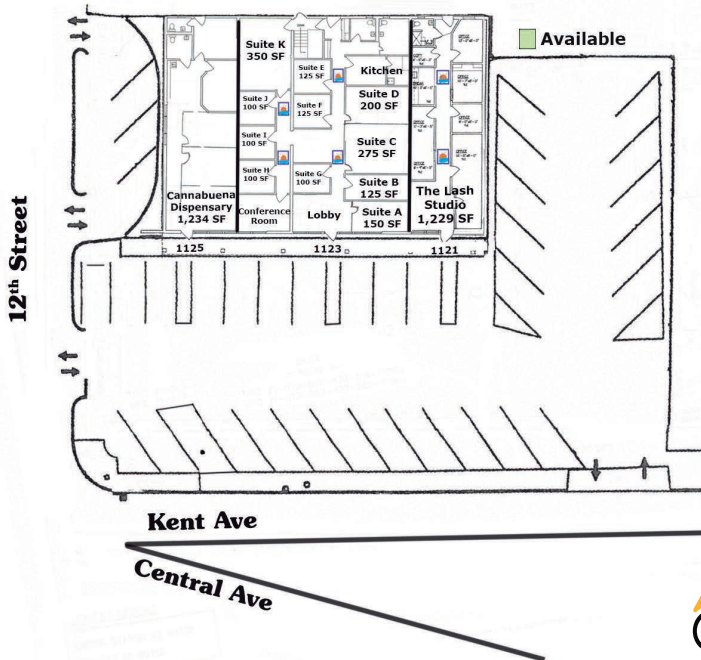 Available
Suite K
350 SF
Suite E
125 SF
Kitchen
Suite J
100 SF
Suite F
125 SF
Suite D
200 SF
Suite I
100 SF
Suite C
275 SF
Suite H
100 SF
Suite G
100 SF
Suite B
125 SF
Cannabuena
Dispensary
1,234 SF
Conference
Room
Lobby
Suite A
150 SF
The Lash
Studio
1,229 SF
1125
1123
1121
12th Street
Kent Ave
Central Ave